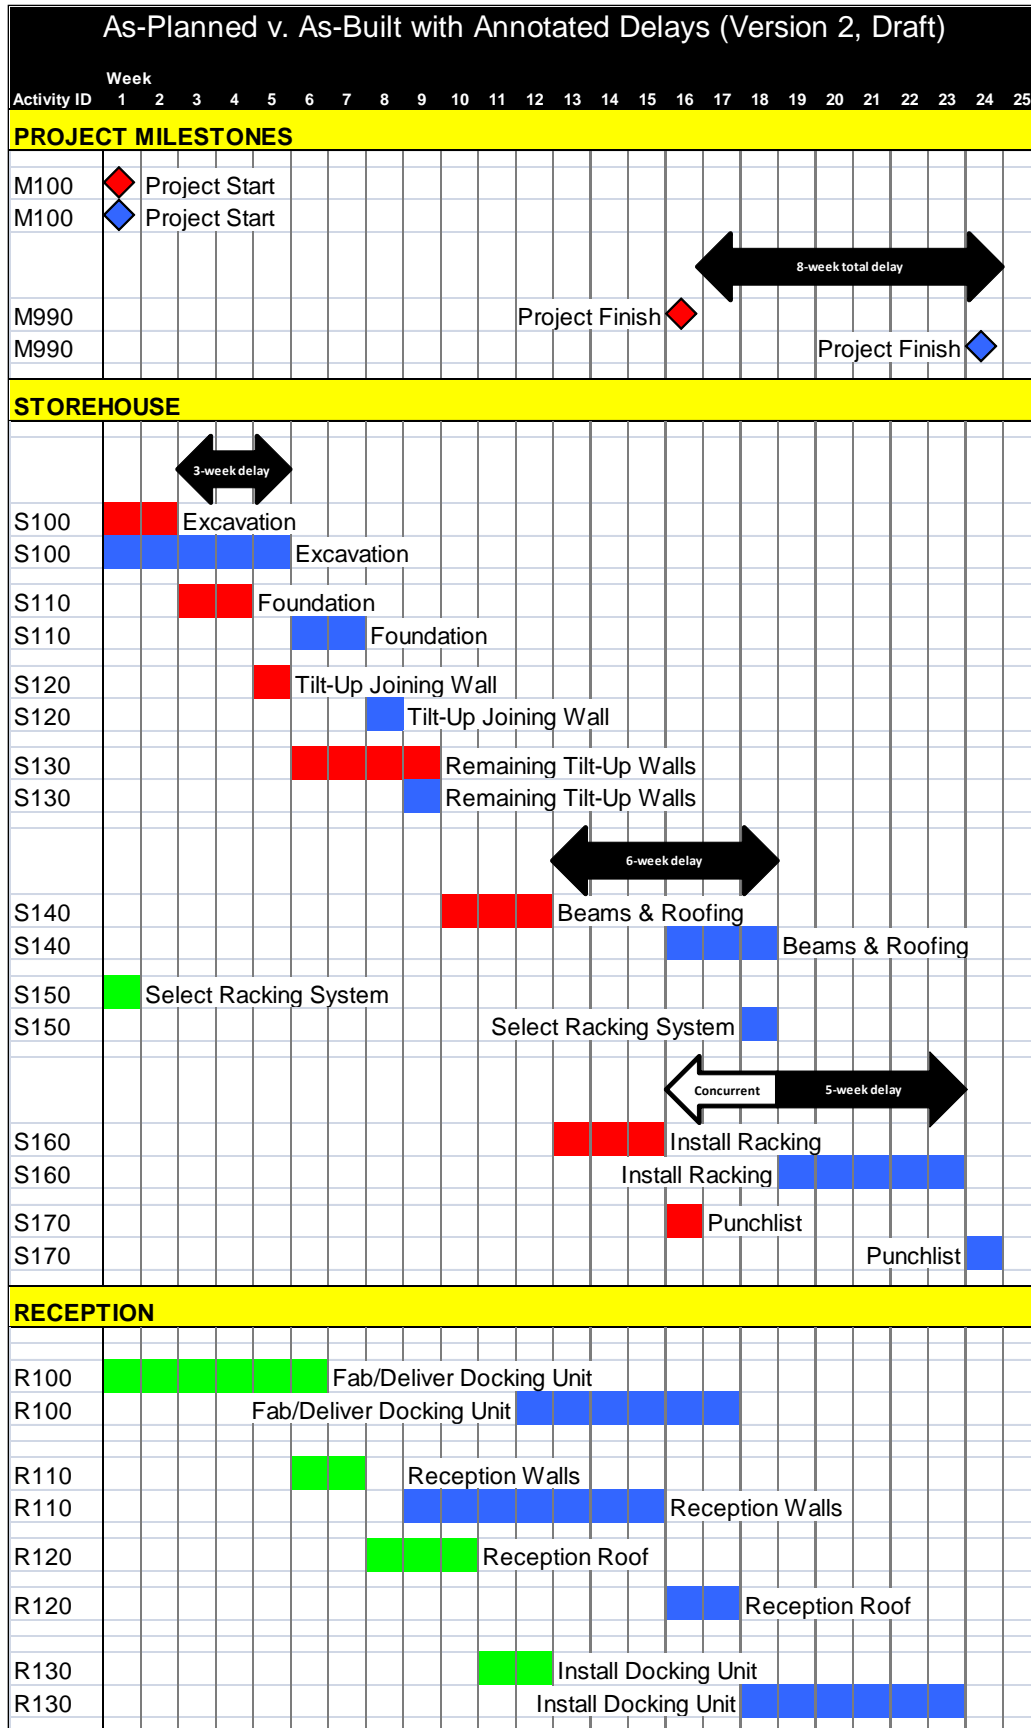 As-Planned v. As-Built with Annotated Delays (Version 2, Draft)
Week
Activity ID 1 2 3 4 5 6 7 8 9 10 11 12 13 14 15 16 17 18 19 20 21 22 23 24 25
PROJECT MILESTONES
M100 Project Start
M100 Project Start
8-week total delay
M990 Project Finish
M990 Project Finish
STOREHOUSE
3-week delay
S100 Excavation
S100 Excavation
S110 Foundation
S110 Foundation
S120 Tilt-Up Joining Wall
S120 Tilt-Up Joining Wall
S130 Remaining Tilt-Up Walls
S130 Remaining Tilt-Up Walls
6-week delay
S140 Beams & Roofing
S140 Beams & Roofing
S150 Select Racking System
S150 Select Racking System
Concurrent 5-week delay
S160 Install Racking
S160 Install Racking
S170 Punchlist
S170 Punchlist
RECEPTION
R100 Fab/Deliver Docking Unit
R100 Fab/Deliver Docking Unit
R110 Reception Walls
R110 Reception Walls
R120 Reception Roof
R120 Reception Roof
R130 Install Docking Unit
R130 Install Docking Unit